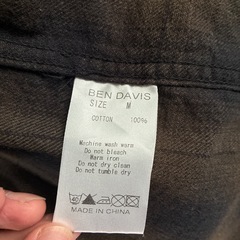 BEN DAVIS
SIZE M
COTTON 100%
Machine wash warm
Do not bleach
Warm iron
Do not dry clean
Do not tumble dry
40
MADE IN CHINA